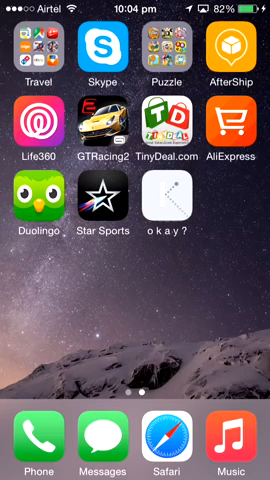 Airtel 10:04 pm 82%
Travel Skype Puzzle AfterShip
Life360 GTRacing2 TinyDeal.com AliExpress
Duolingo Star Sports o k a y ?
Phone Messages Safari Music